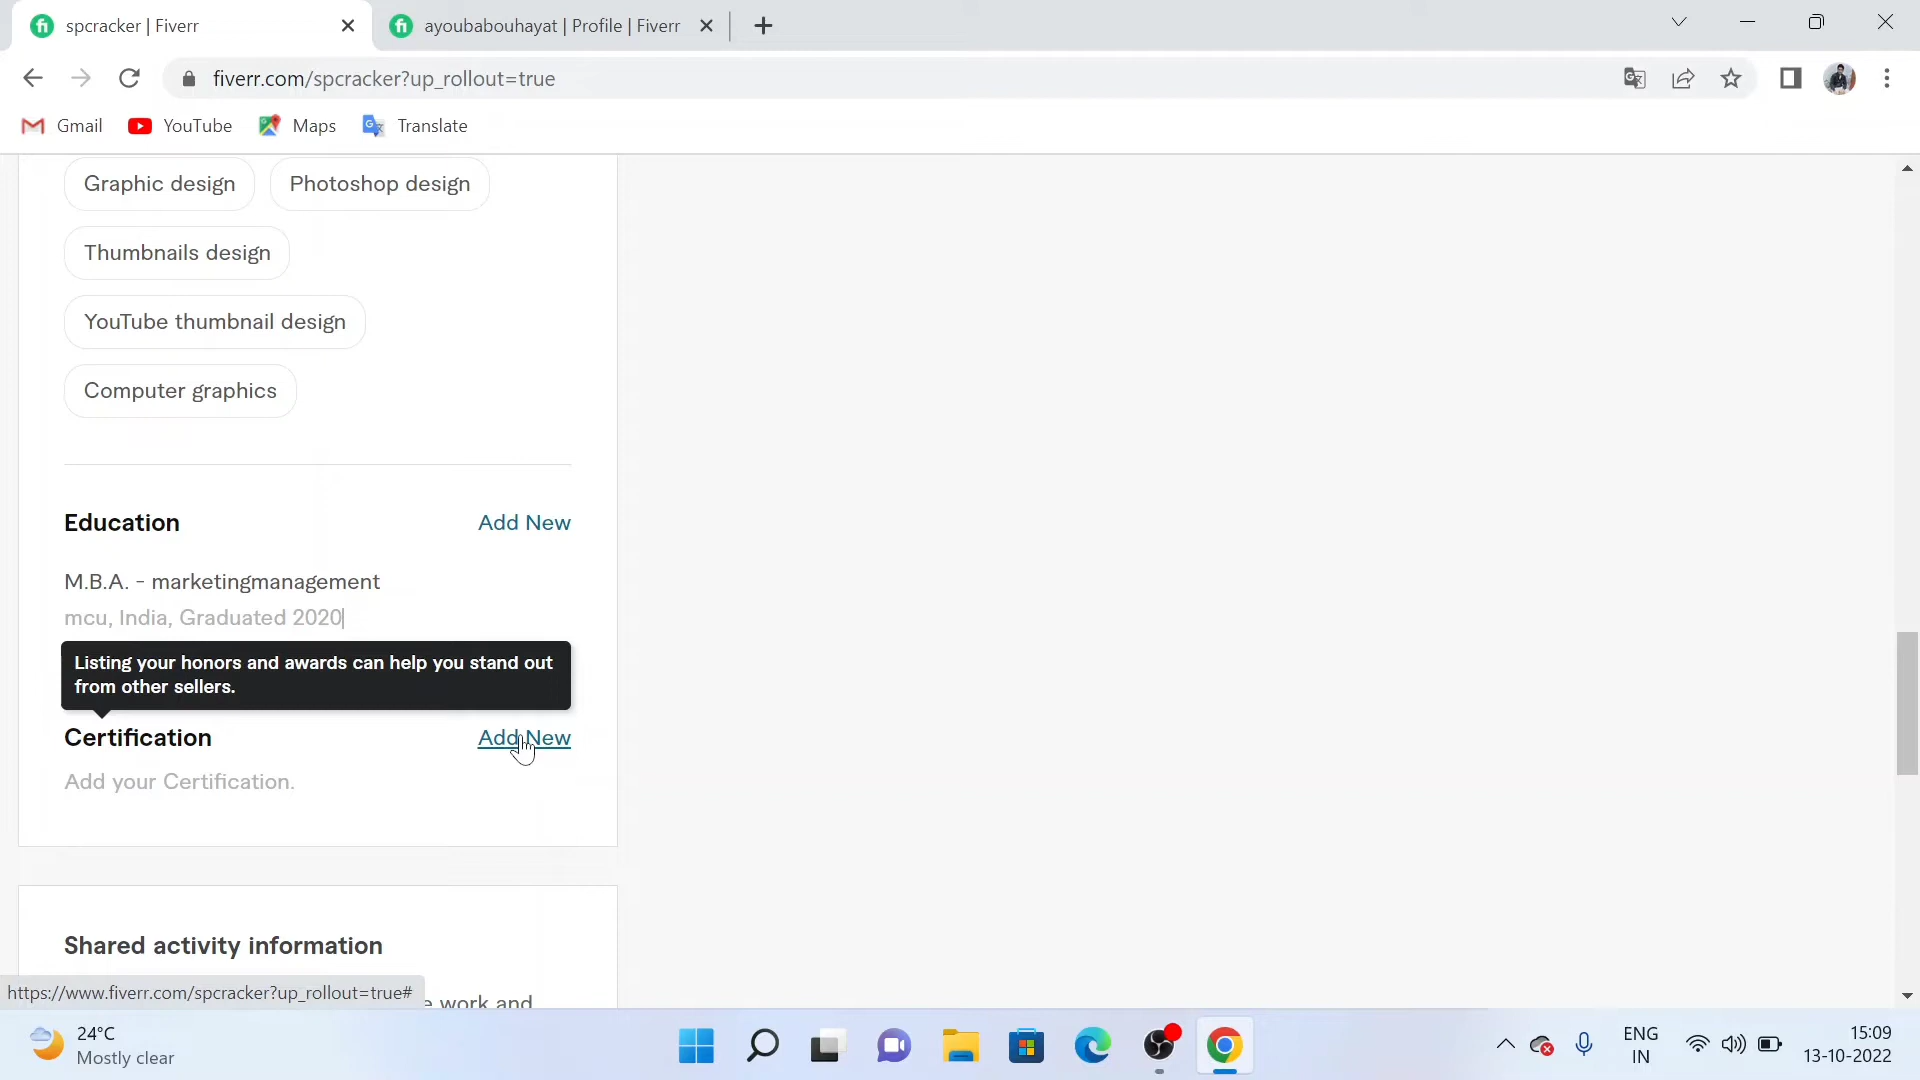 spcracker | Fiverr
ayoubabouhayat | Profile | Fiverr
fiverr.com/spcracker?up_rollout=true
Gmail
YouTube
Maps
Translate
Graphic design
Photoshop design
Thumbnails design
YouTube thumbnail design
Computer graphics
Education
Add New
M.B.A. - marketingmanagement
mcu, India, Graduated 2020
Listing your honors and awards can help you stand out
from other sellers.
Certification
Add New
Add your Certification.
Shared activity information
https://www.fiverr.com/spcracker?up_rollout=true#
work and
24°C
Mostly clear
ENG
IN
15:09
13-10-2022